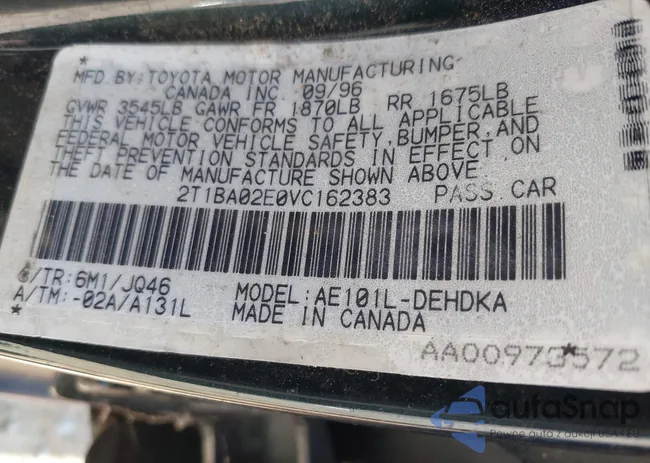 *
MFD.BY:TOYOTA MOTOR MANUFACTURING
CANADA INC. 09/96
GVWR 3545LB GAWR FR 1870LB RR 1675LB
THIS VEHICLE CONFORMS TO ALL APPLICABLE
FEDERAL MOTOR VEHICLE SAFETY,BUMPER,AND
THEFT PREVENTION STANDARDS IN EFFECT ON
THE DATE OF MANUFACTURE SHOWN ABOVE.
2T1BA02E0VC162383 PASS.CAR
C/TR:6M1/JQ46
A/TM:-02A/A131L
MODEL:AE101L-DEHDKA
MADE IN CANADA
*
AA00973572
*
autaSnap